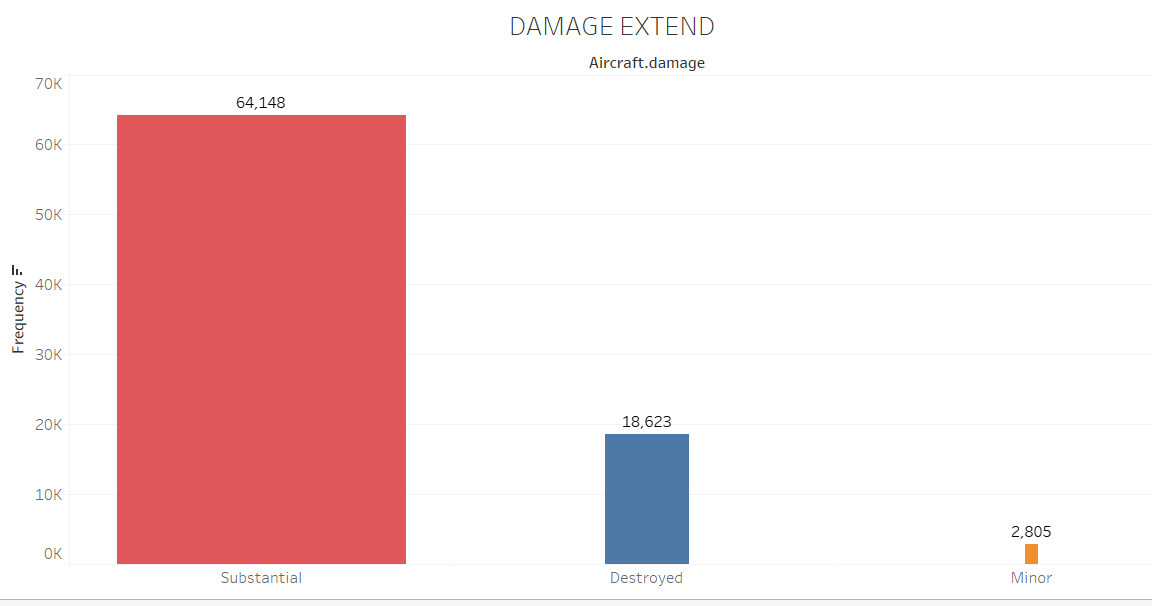 DAMAGE EXTEND
Aircraft.damage
70K
60K
50K
40K
30K
20K
10K
0K
Frequency
64,148
18,623
2,805
Substantial
Destroyed
Minor